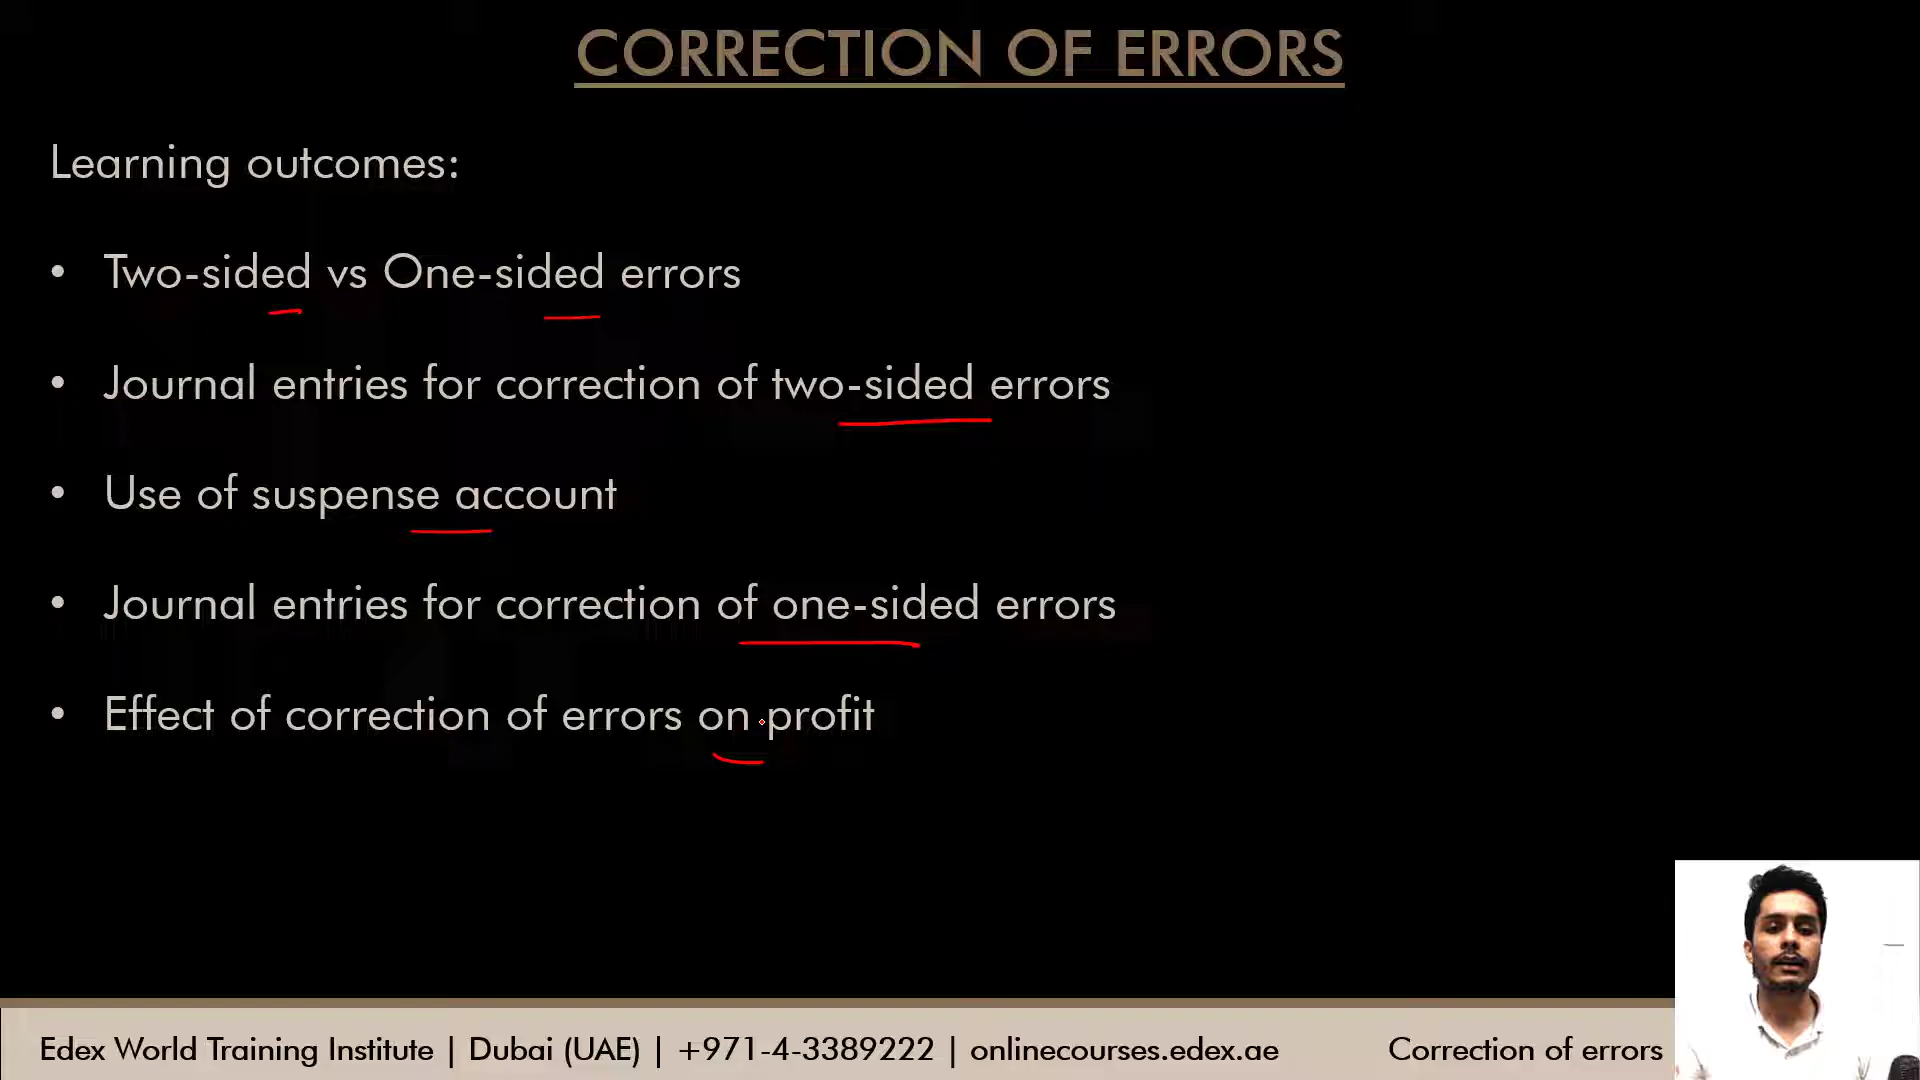 CORRECTION OF ERRORS
Learning outcomes:
• Two-sided vs One-sided errors
• Journal entries for correction of two-sided errors
• Use of suspense account
• Journal entries for correction of one-sided errors
• Effect of correction of errors on profit
Edex World Training Institute | Dubai (UAE) | +971-4-3389222 | onlinecourses.edex.ae Correction of errors